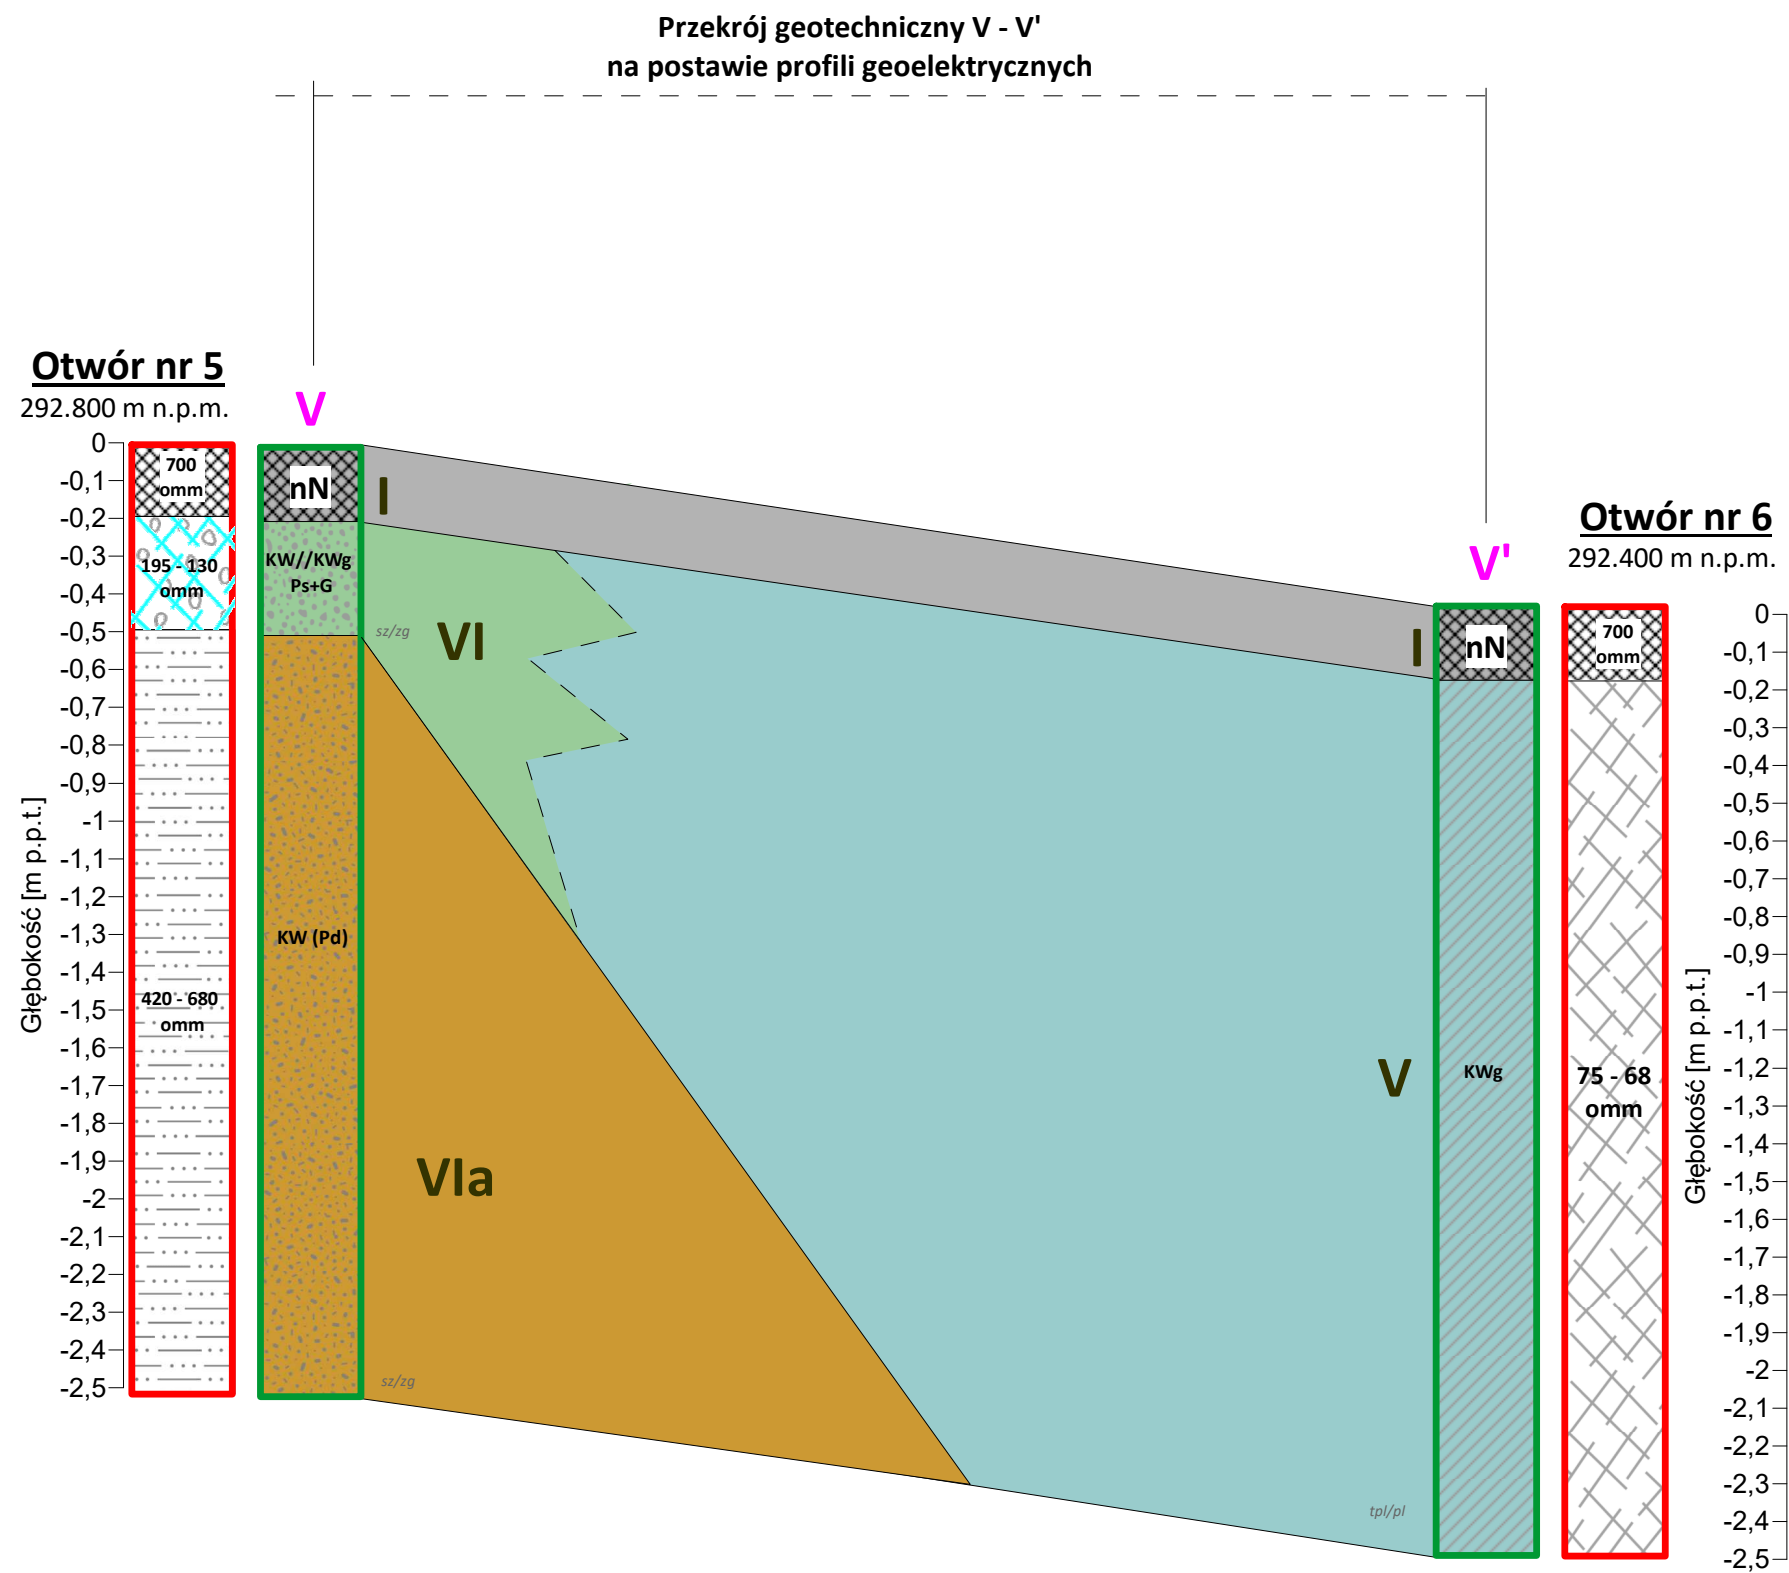 Przekrój geotechniczny V - V'
na postawie profili geoelektrycznych
Otwór nr 5
292.800 m n.p.m.
V
Głębokość [m p.p.t.]
0
-0,1
-0,2
-0,3
-0,4
-0,5
-0,6
-0,7
-0,8
-0,9
-1
-1,1
-1,2
-1,3
-1,4
-1,5
-1,6
-1,7
-1,8
-1,9
-2
-2,1
-2,2
-2,3
-2,4
-2,5
700
omm
195 - 130
omm
420 - 680
omm
nN
KW//KWg
Ps+G
KW (Pd)
I
sz/zg
VI
VIa
sz/zg
Otwór nr 6
292.400 m n.p.m.
V'
I
nN
700
omm
V
KWg
75 - 68
omm
tpl/pl
Głębokość [m p.p.t.]
0
-0,1
-0,2
-0,3
-0,4
-0,5
-0,6
-0,7
-0,8
-0,9
-1
-1,1
-1,2
-1,3
-1,4
-1,5
-1,6
-1,7
-1,8
-1,9
-2
-2,1
-2,2
-2,3
-2,4
-2,5